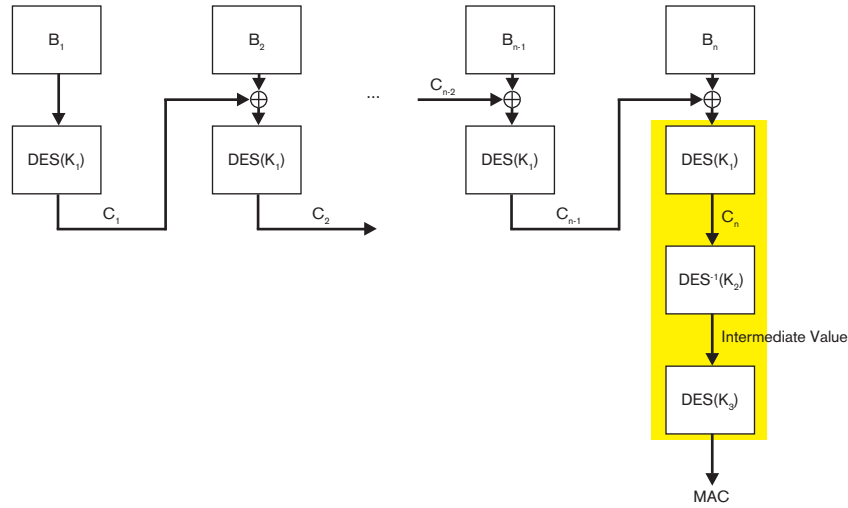 B₁
B₂
Bₙ₋₁
Bₙ
...
Cₙ₋₂
DES(K₁)
DES(K₁)
DES(K₁)
DES(K₁)
C₁
C₂
Cₙ₋₁
Cₙ
DES⁻¹(K₂)
Intermediate Value
DES(K₃)
MAC